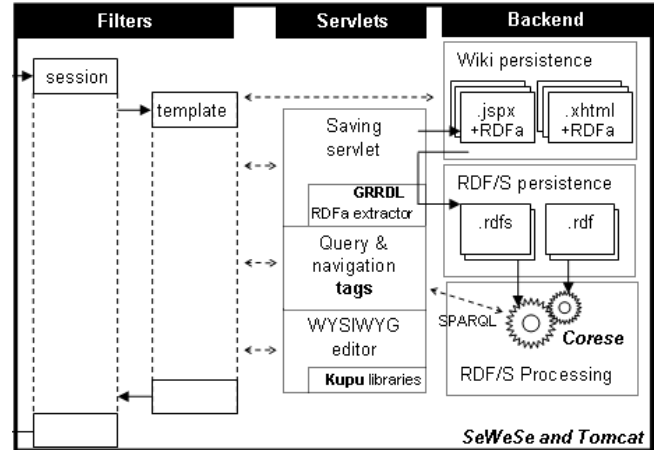 Filters
Servlets
Backend
session
template
Saving
servlet
GRRDL
RDFa extractor
Query &
navigation
tags
WYSIWYG
editor
Kupu libraries
Wiki persistence
.jspx
+RDFa
.xhtml
+RDFa
RDF/S persistence
.rdfs
.rdf
SPARQL
Corese
RDF/S Processing
SeWeSe and Tomcat